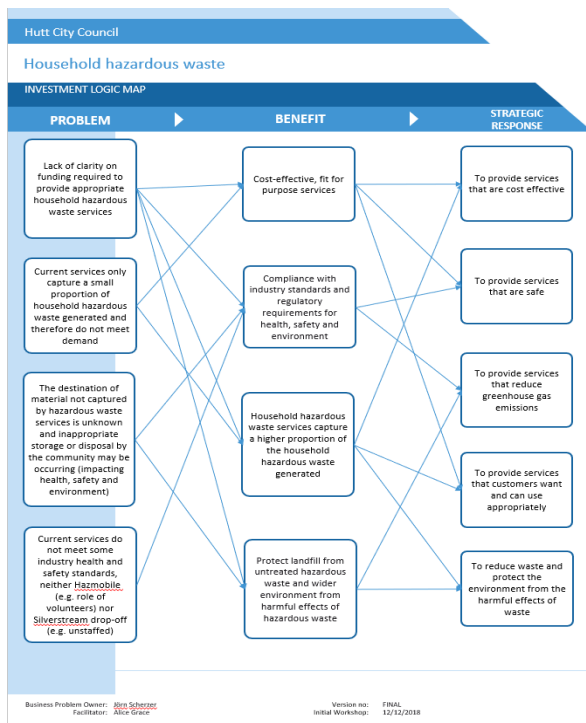 Hutt City Council
Household hazardous waste
INVESTMENT LOGIC MAP
PROBLEM
BENEFIT
STRATEGIC
RESPONSE
Lack of clarity on
funding required to
provide appropriate
household hazardous
waste services
Current services only
capture a small
proportion of
household hazardous
waste generated and
therefore do not meet
demand
The destination of
material not captured
by hazardous waste
services is unknown
and inappropriate
storage or disposal by
the community may be
occurring (impacting
health, safety and
environment)
Current services do
not meet some
industry health and
safety standards,
neither Hazmobile
(e.g. role of
volunteers) nor
Silverstream drop-off
(e.g. unstaffed)
Cost-effective, fit for
purpose services
Compliance with
industry standards and
regulatory
requirements for
health, safety and
environment
Household hazardous
waste services capture
a higher proportion of
the household
hazardous waste
generated
Protect landfill from
untreated hazardous
waste and wider
environment from
harmful effects of
hazardous waste
To provide services
that are cost effective
To provide services
that are safe
To provide services
that reduce
greenhouse gas
emissions
To provide services
that customers want
and can use
appropriately
To reduce waste and
protect the
environment from the
harmful effects of
waste
Business Problem Owner: Jörn Scherzer
Facilitator: Alice Grace
Version no: FINAL
Initial Workshop: 12/12/2018